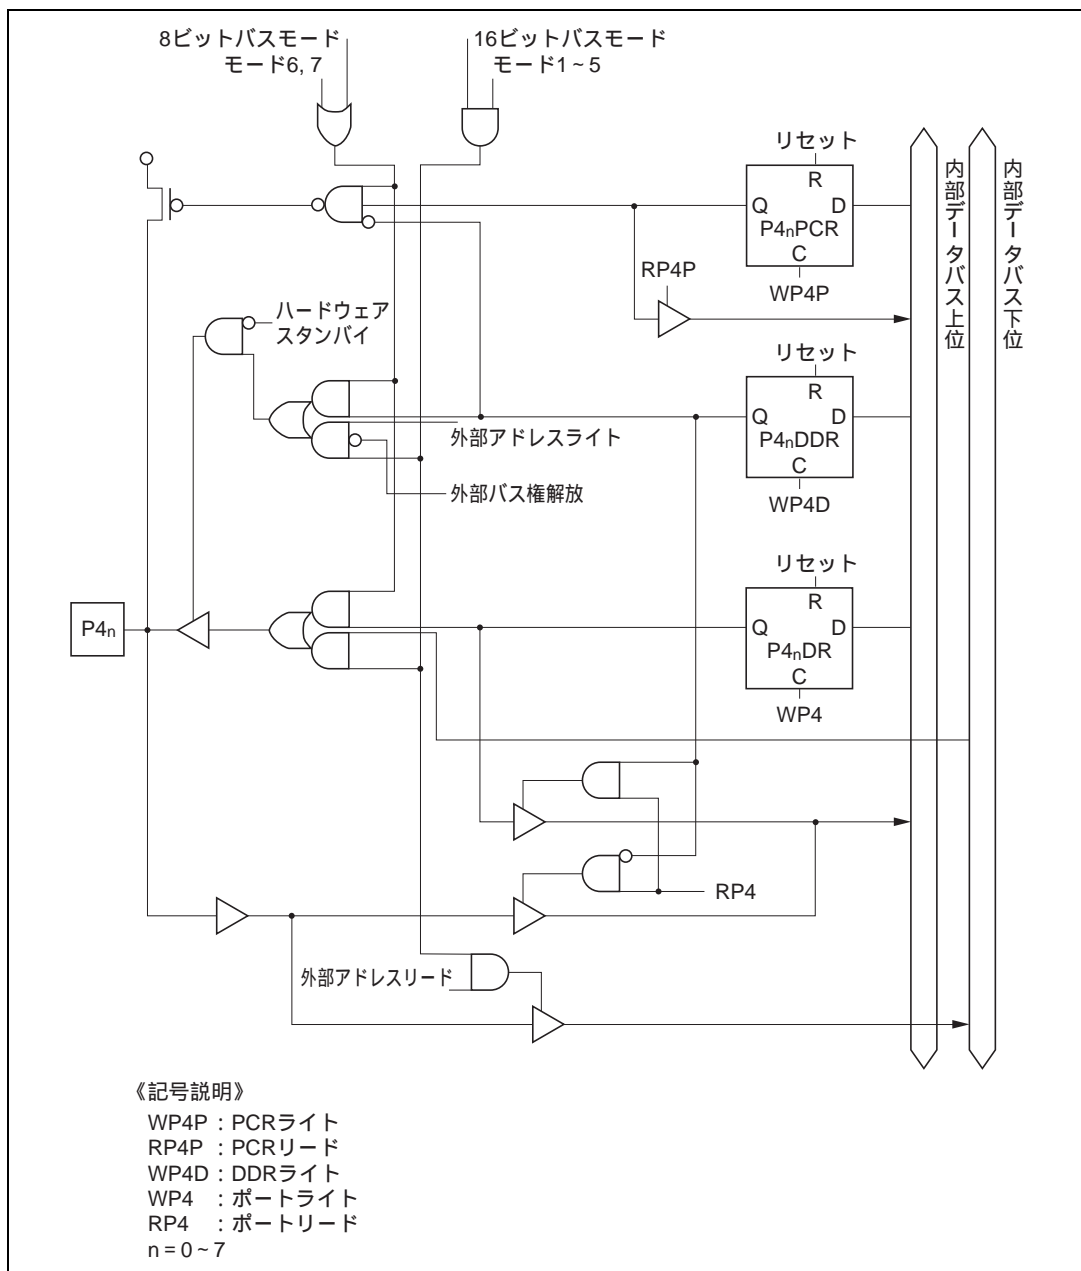 8ビットバスモード
モード6, 7
16ビットバスモード
モード1~5
リセット
R
Q
D
P4nPCR
C
WP4P
RP4P
内部データバス上位
内部データバス下位
ハードウェア
スタンバイ
リセット
R
Q
D
P4nDDR
C
WP4D
外部アドレスライト
外部バス権解放
リセット
R
Q
D
P4nDR
C
WP4
P4n
RP4
外部アドレスリード
《記号説明》
WP4P : PCRライト
RP4P : PCRリード
WP4D : DDRライト
WP4 : ポートライト
RP4 : ポートリード
n = 0~7